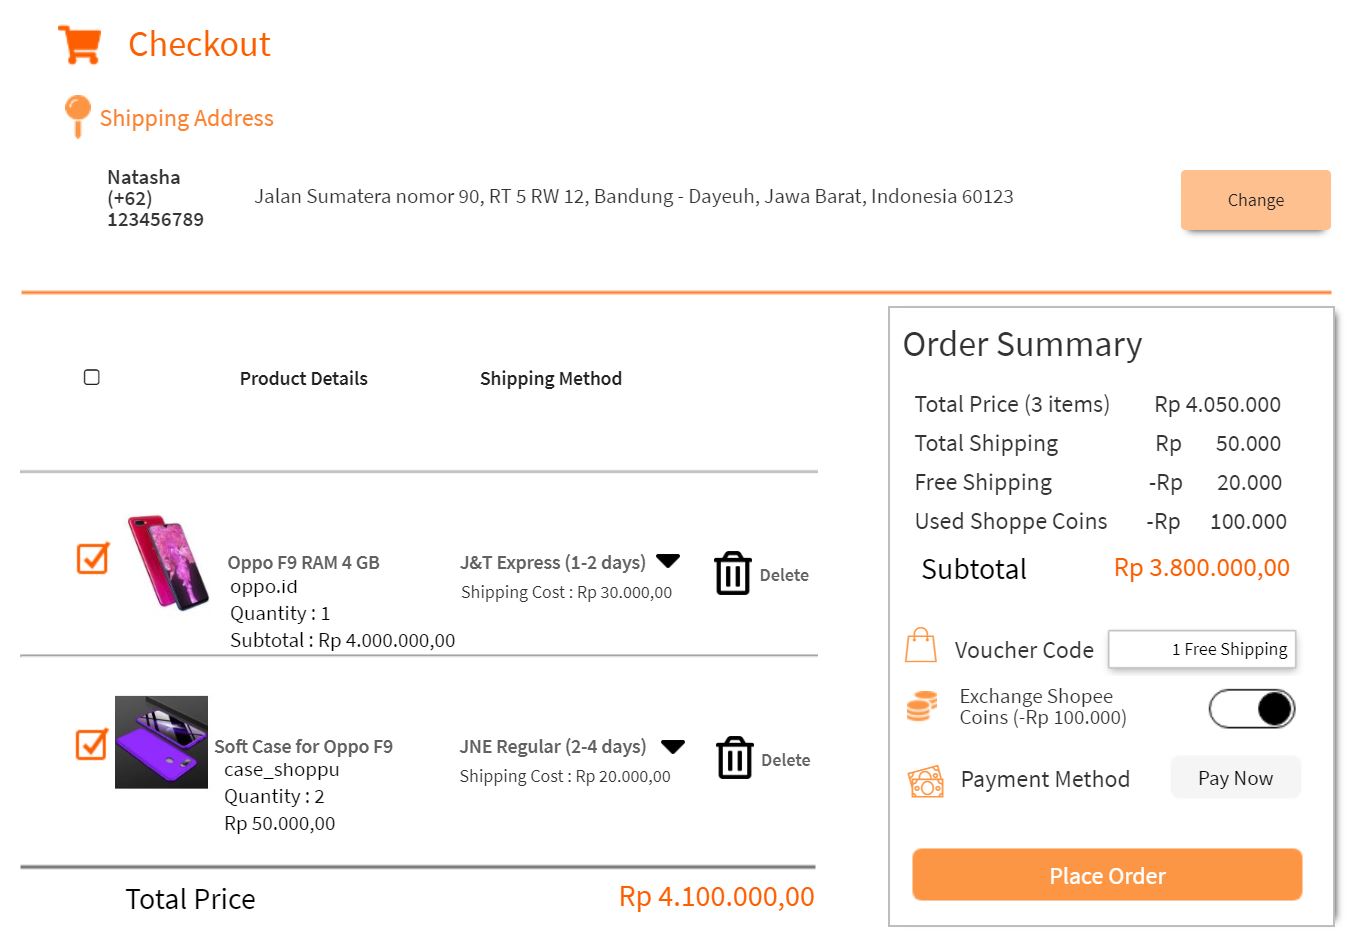 Checkout
Shipping Address
Natasha
(+62)
123456789
Jalan Sumatera nomor 90, RT 5 RW 12, Bandung - Dayeuh, Jawa Barat, Indonesia 60123
Change
Product Details
Shipping Method
Oppo F9 RAM 4 GB
oppo.id
Quantity : 1
Subtotal : Rp 4.000.000,00
J&T Express (1-2 days)
Shipping Cost : Rp 30.000,00
Delete
Soft Case for Oppo F9
case_shoppu
Quantity : 2
Rp 50.000,00
JNE Regular (2-4 days)
Shipping Cost : Rp 20.000,00
Delete
Total Price Rp 4.100.000,00
Order Summary
Total Price (3 items) Rp 4.050.000
Total Shipping Rp 50.000
Free Shipping -Rp 20.000
Used Shoppe Coins -Rp 100.000
Subtotal Rp 3.800.000,00
Voucher Code 1 Free Shipping
Exchange Shopee
Coins (-Rp 100.000)
Payment Method Pay Now
Place Order